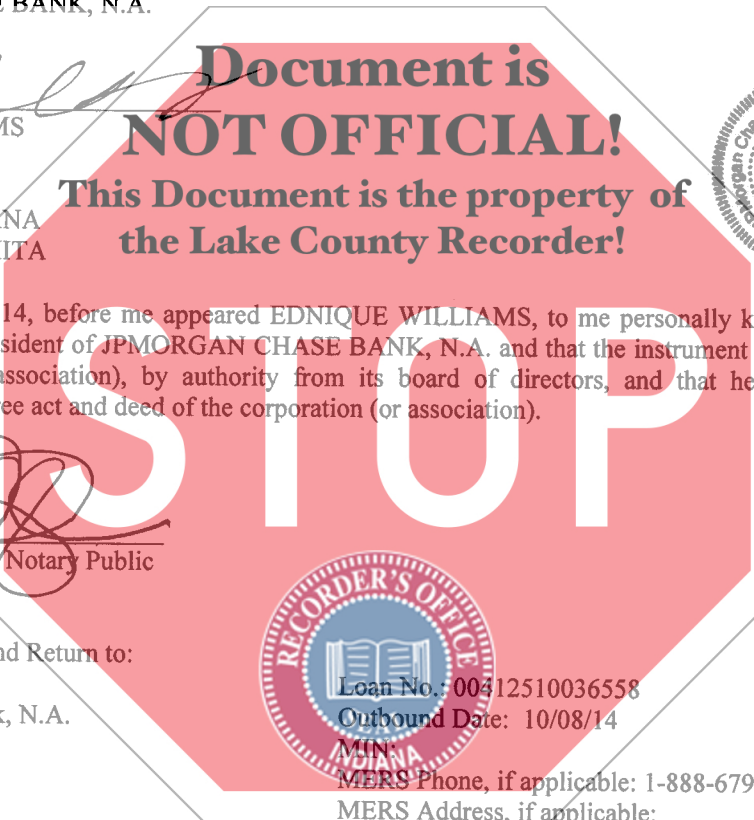 BANK, N.A.
Document is
NOT OFFICIAL!
MS
This Document is the property of
NA
the Lake County Recorder!
ITA
14, before me appeared EDNIQUE WILLIAMS, to me personally k
sident of JPMORGAN CHASE BANK, N.A. and that the instrument
association), by authority from its board of directors, and that he
ee act and deed of the corporation (or association).
STOP
Notary Public
RECORDER'S OFFICE
nd Return to:
Loan No.: 00412510036558
, N.A.
Outbound Date: 10/08/14
INDIANA
MIN:
MERS Phone, if applicable: 1-888-679
MERS Address, if applicable: